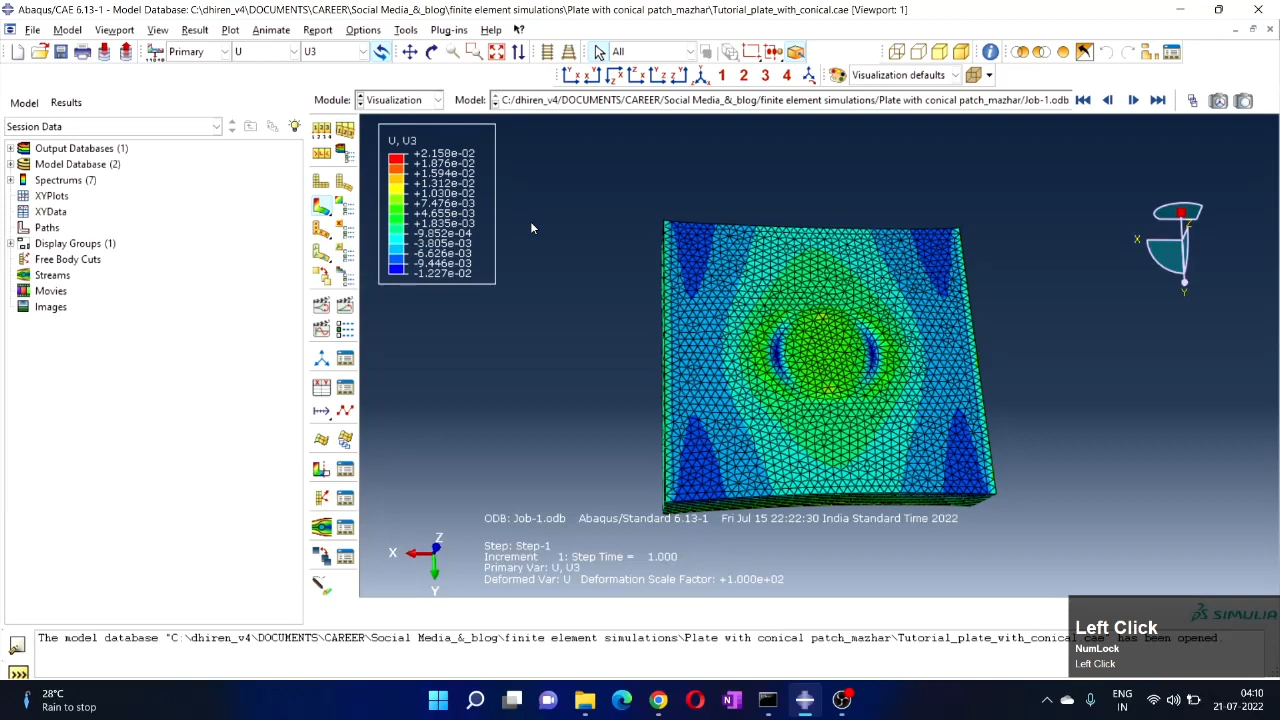 Abaqus/CAE 6.13-1 - Model Database: C:\dhiren_v4\DOCUMENTS\CAREER\Social Media_&_blog\finite element simulations\Plate with conical patch_mazhar\Tutorial_plate_with_conical.cae [Viewport: 1]
File Model Viewport View Result Plot Animate Report Options Tools Plug-ins Help
Primary U U3 All
1 2 3 4 Visualization defaults
Model Results Module: Visualization Model: C:/dhiren_v4/DOCUMENTS/CAREER/Social Media_&_blog/finite element simulations/Plate with conical patch_mazhar/Job-1.odb
Session Data
Output Databases (1)
Model Database (2)
Spectrums (7)
XYPlots
XYData
Paths
Display Groups (1)
Free Body Cuts
Streams
Movies
Images
U, U3
+2.158e-02
+1.876e-02
+1.594e-02
+1.312e-02
+1.030e-02
+7.476e-03
+4.655e-03
+1.835e-03
-9.852e-04
-3.805e-03
-6.626e-03
-9.446e-03
-1.227e-02
X
Z
Y
ODB: Job-1.odb Abaqus/Standard 6.13-1 Fri Jul 15 22:22:30 India Standard Time 2022
Step: Step-1
Increment 1: Step Time = 1.000
Primary Var: U, U3
Deformed Var: U Deformation Scale Factor: +1.000e+02
Z
X
Y
SIMULIA
The model database "C:\dhiren_v4\DOCUMENTS\CAREER\Social Media_&_blog\finite element simulations\Plate with conical patch_mazhar\Tutorial_plate_with_conical.cae" has been opened.
Left Click
NumLock
Left Click
28°C
Rain to stop
ENG
IN
04:10
21-07-2022